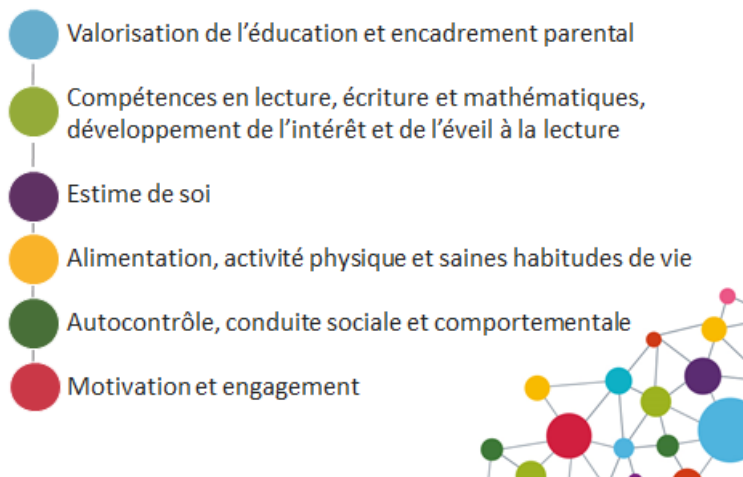 Valorisation de l’éducation et encadrement parental
Compétences en lecture, écriture et mathématiques,
développement de l’intérêt et de l’éveil à la lecture
Estime de soi
Alimentation, activité physique et saines habitudes de vie
Autocontrôle, conduite sociale et comportementale
Motivation et engagement